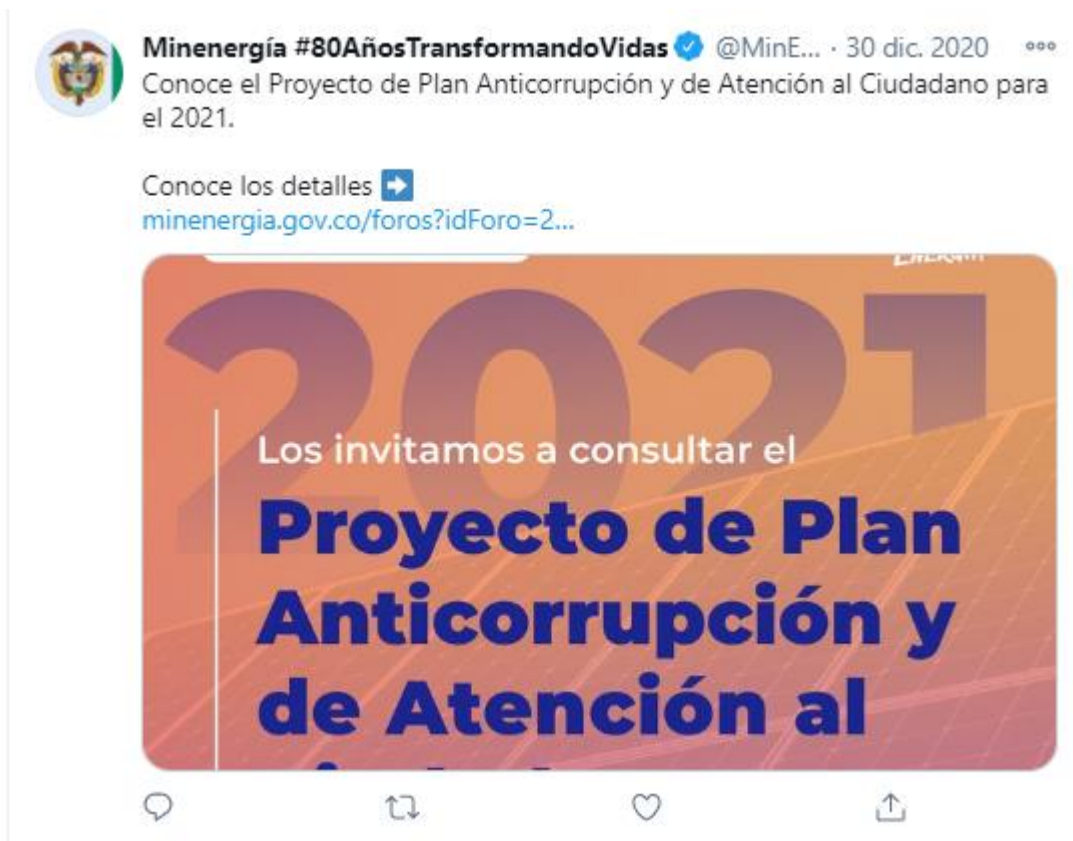 Minenergía #80AñosTransformandoVidas @MinE... · 30 dic. 2020
Conoce el Proyecto de Plan Anticorrupción y de Atención al Ciudadano para
el 2021.
Conoce los detalles ➡
minenergia.gov.co/foros?idForo=2...
2021
Los invitamos a consultar el
Proyecto de Plan
Anticorrupción y
de Atención al